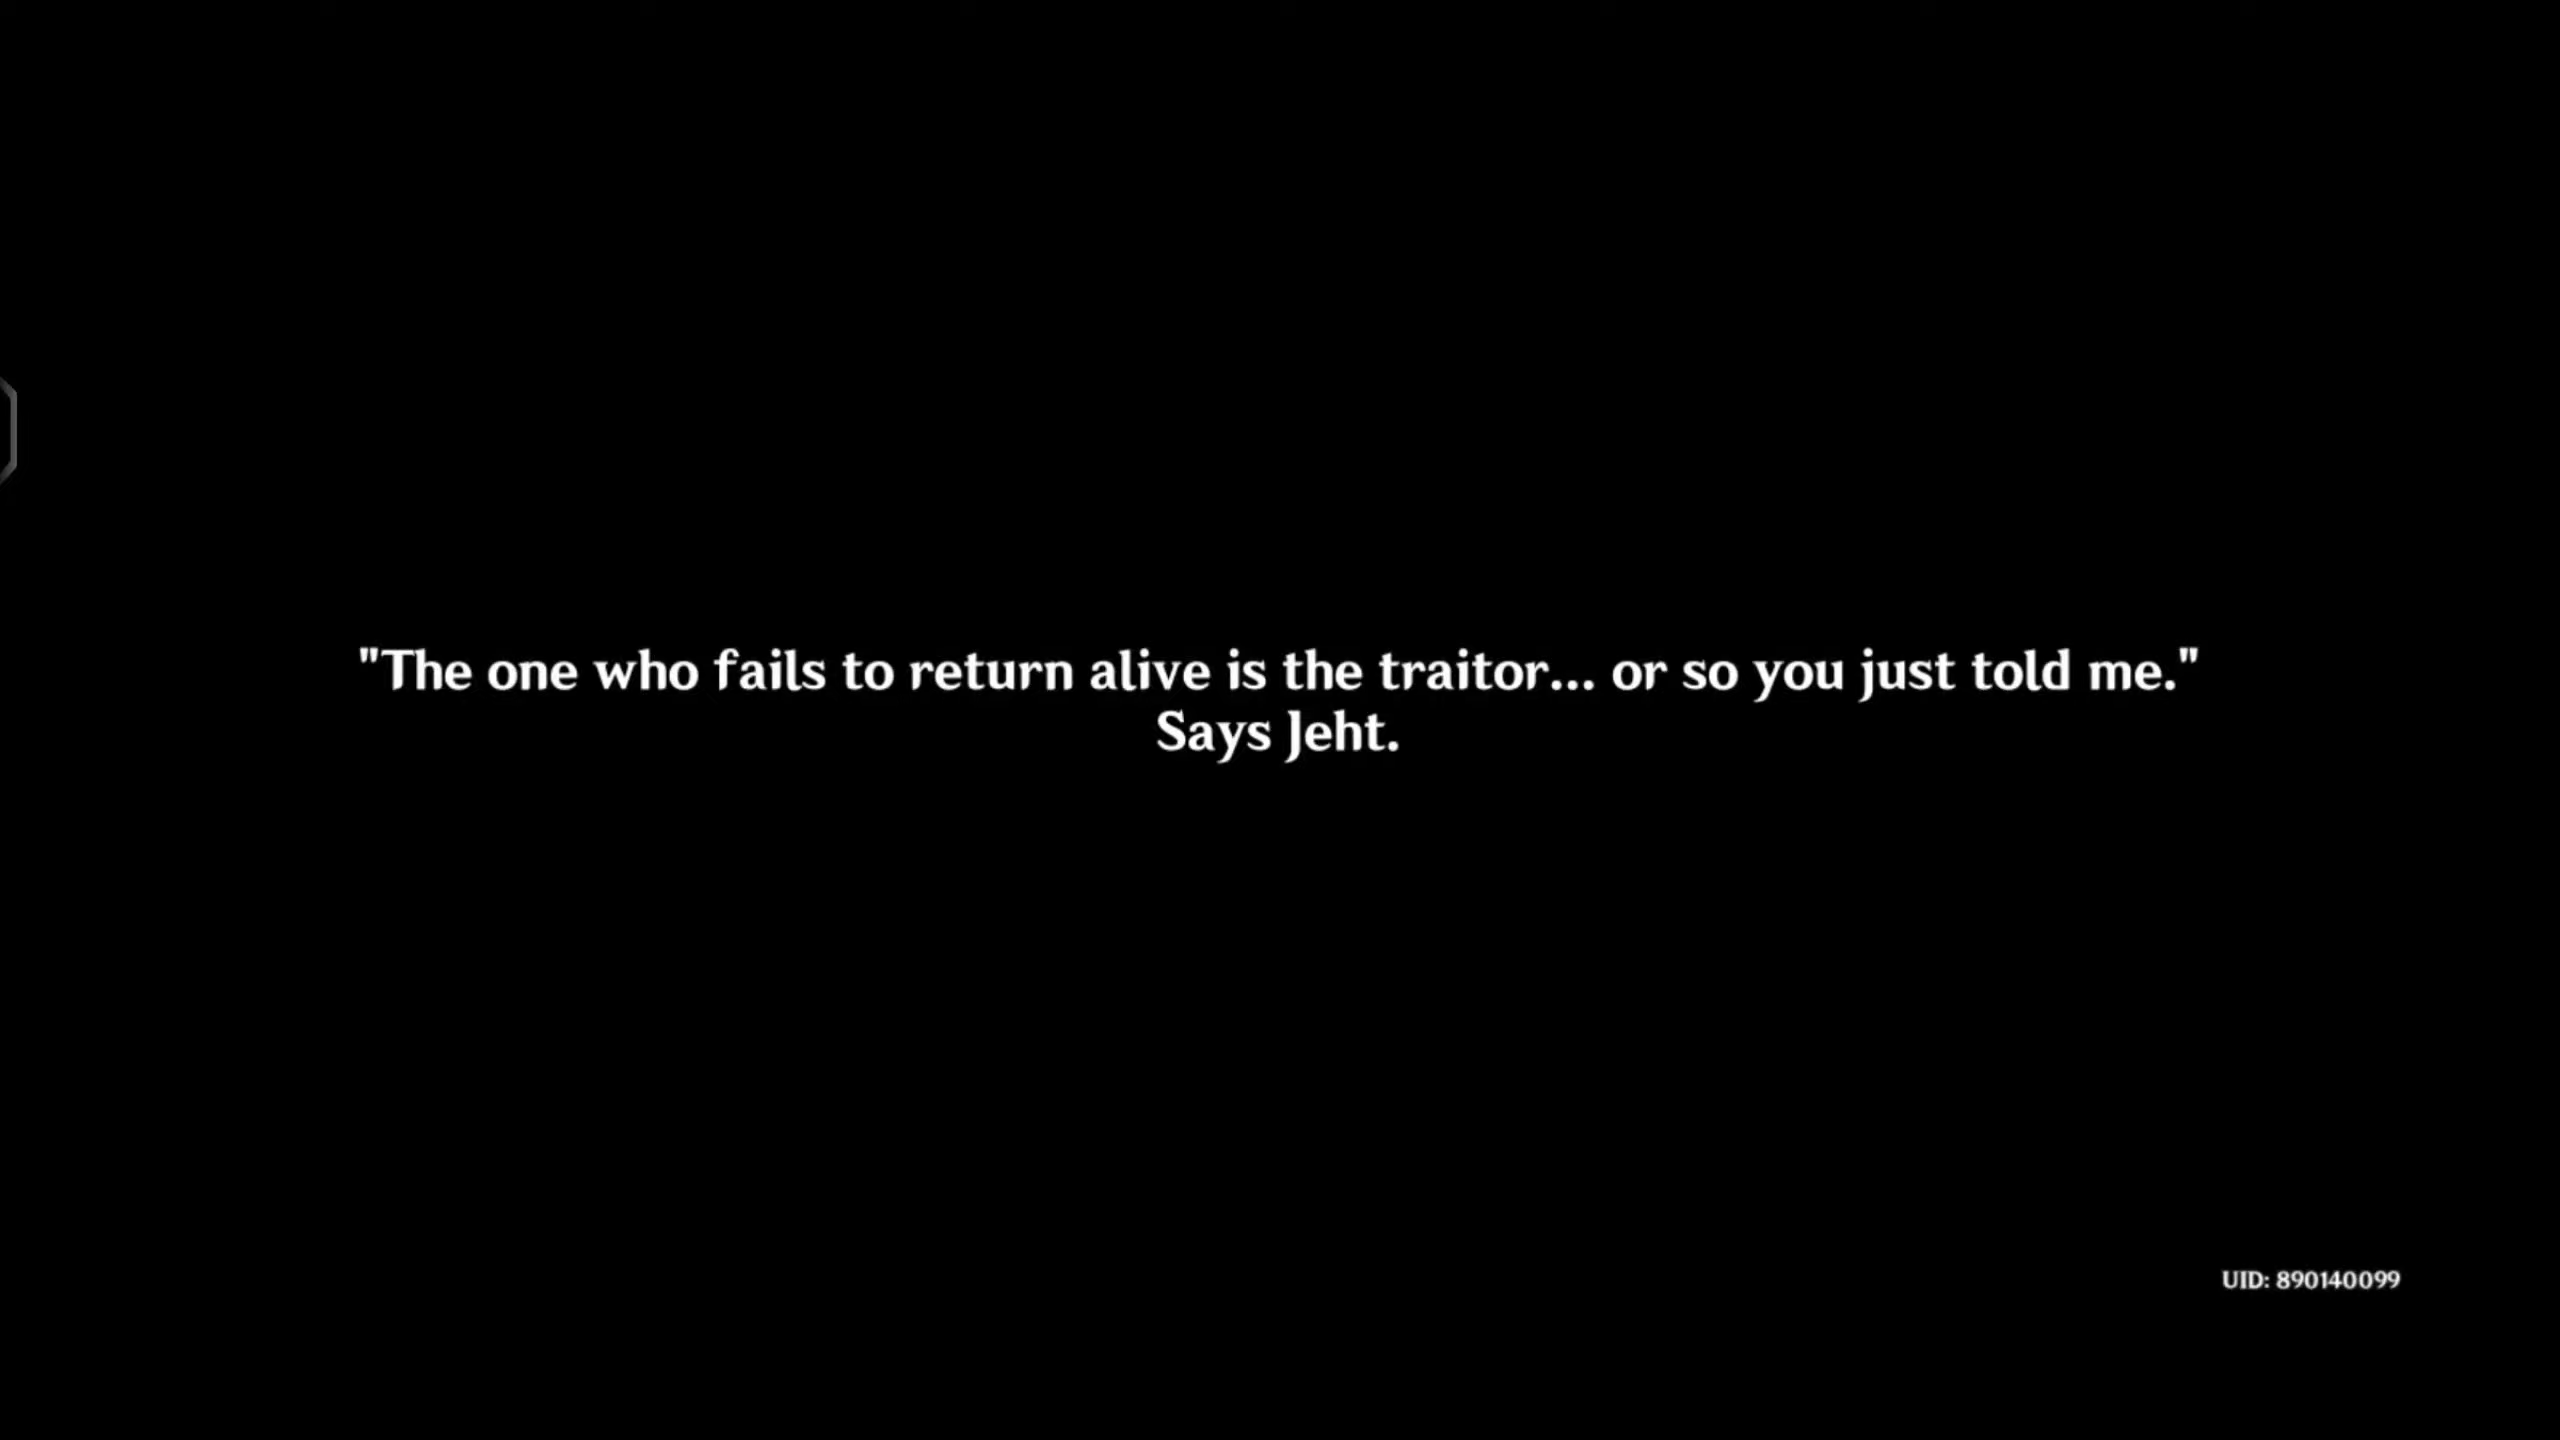 "The one who fails to return alive is the traitor... or so you just told me."
Says Jeht.
UID: 890140099